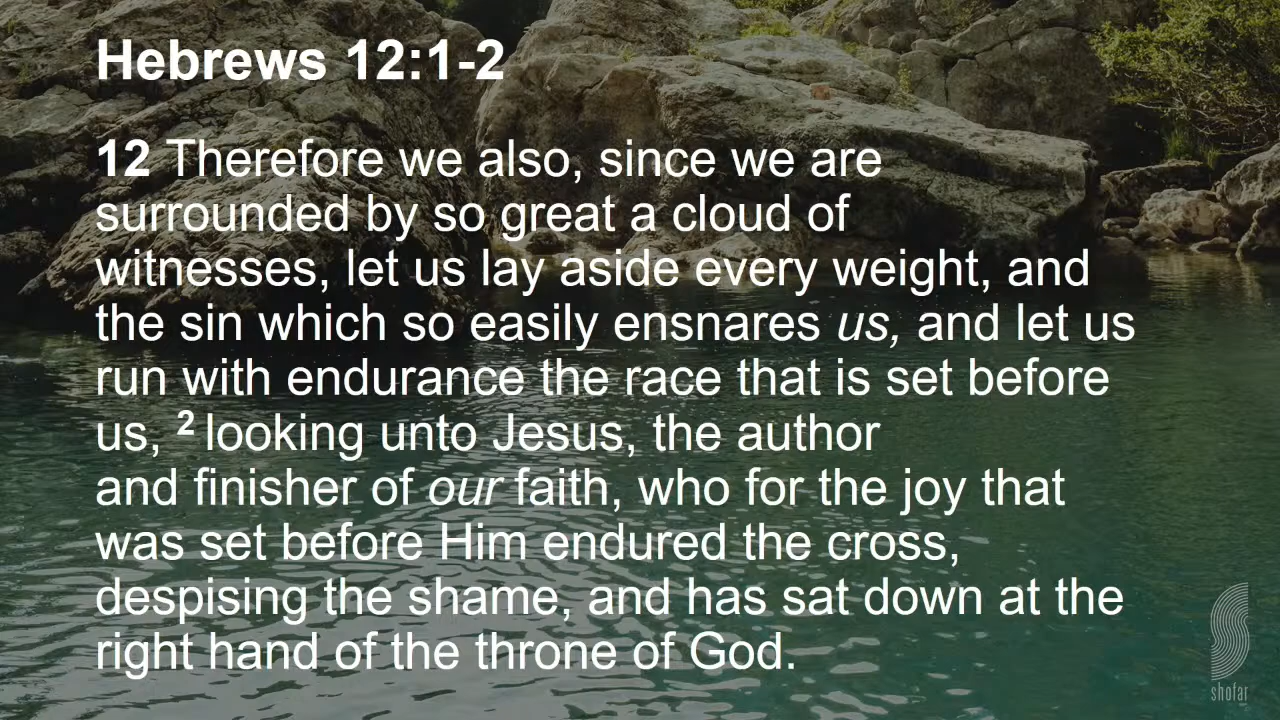 Hebrews 12:1-2
12 Therefore we also, since we are
surrounded by so great a cloud of
witnesses, let us lay aside every weight, and
the sin which so easily ensnares us, and let us
run with endurance the race that is set before
us, 2 looking unto Jesus, the author
and finisher of our faith, who for the joy that
was set before Him endured the cross,
despising the shame, and has sat down at the
right hand of the throne of God.
shofar